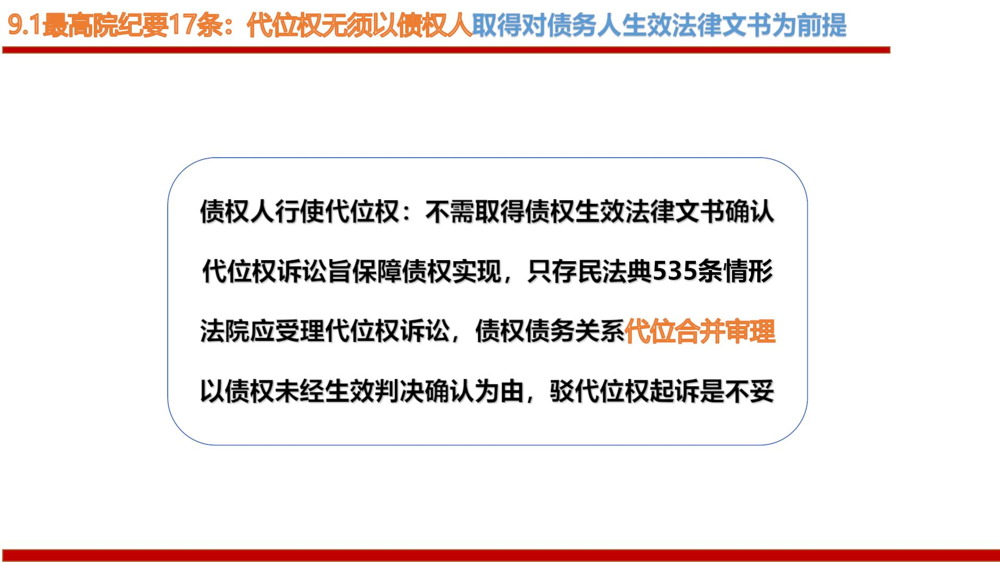 9.1最高院纪要17条：代位权无须以债权人取得对债务人生效法律文书为前提
债权人行使代位权：不需取得债权生效法律文书确认
代位权诉讼旨保障债权实现，只存民法典535条情形
法院应受理代位权诉讼，债权债务关系代位合并审理
以债权未经生效判决确认为由，驳代位权起诉是不妥